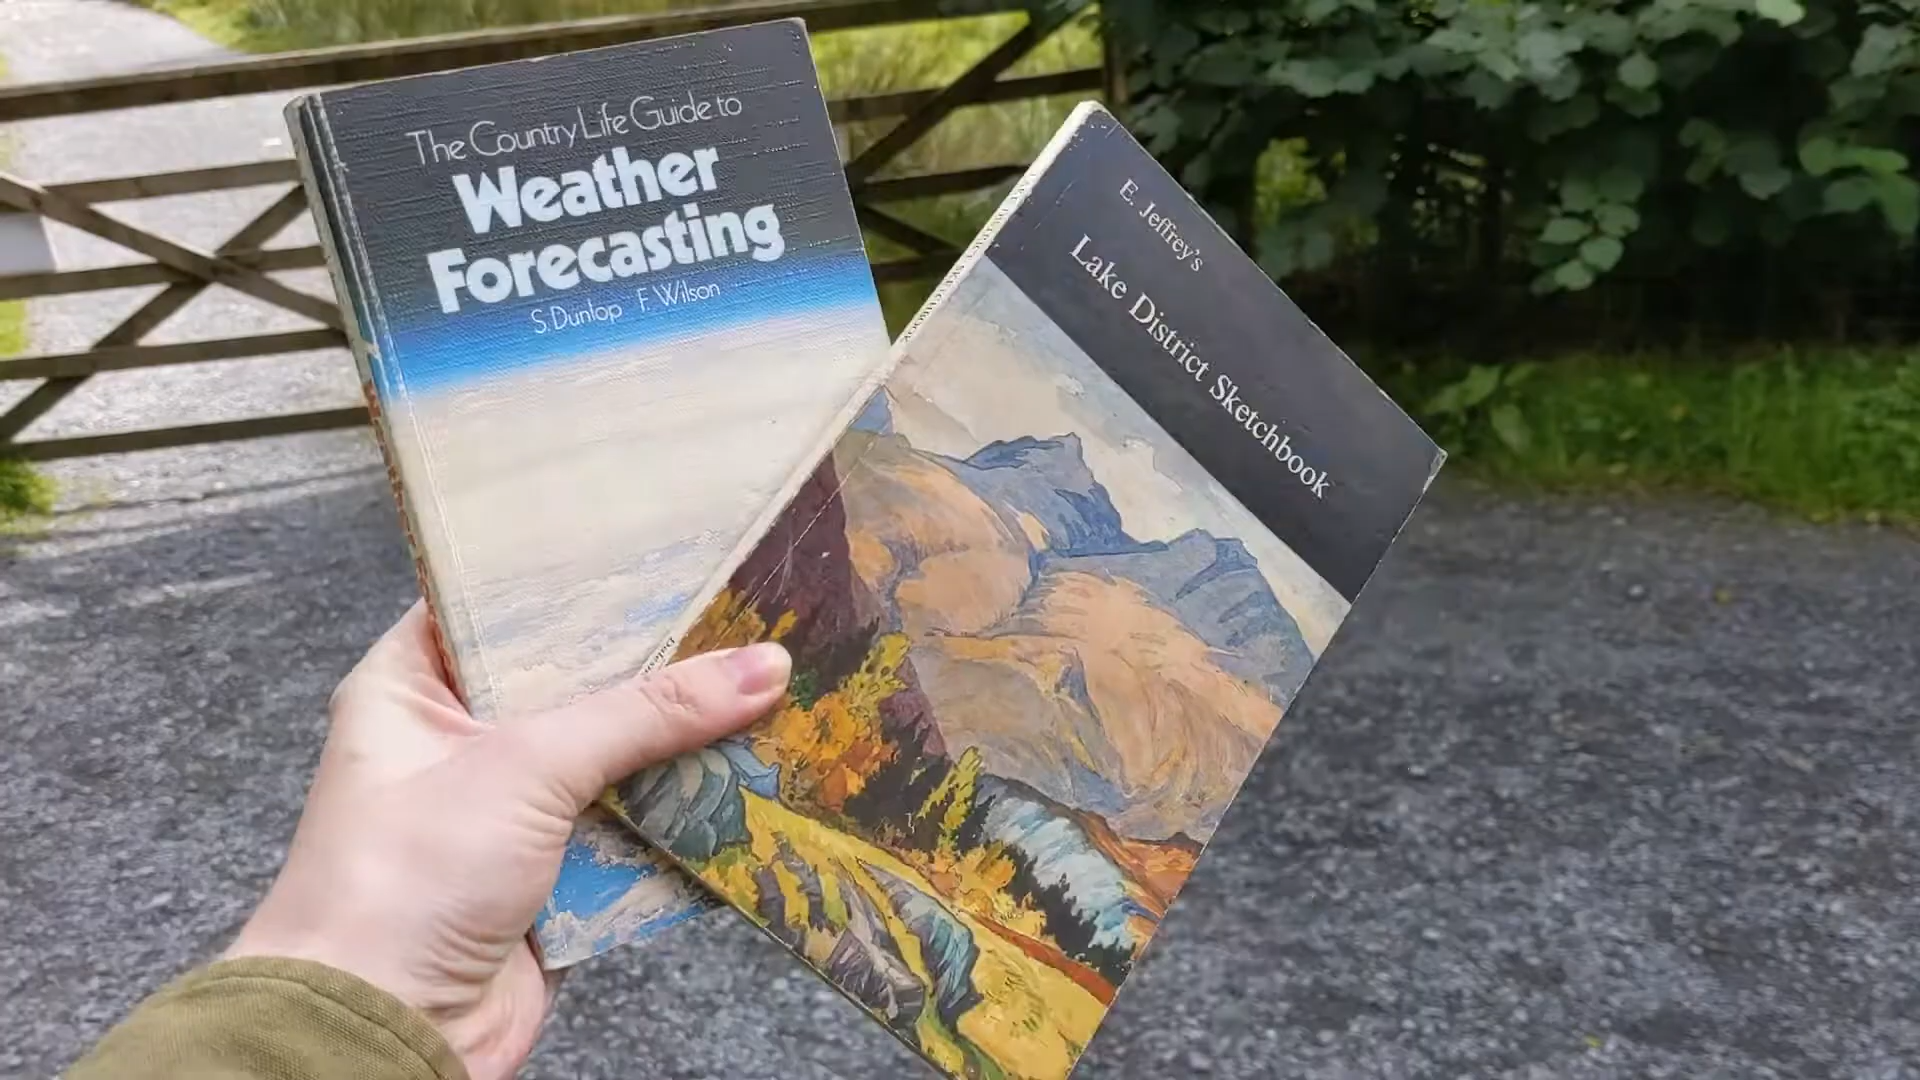 The Country Life Guide to
Weather
Forecasting
S. Dunlop F. Wilson
E. Jeffrey's
Lake District Sketchbook